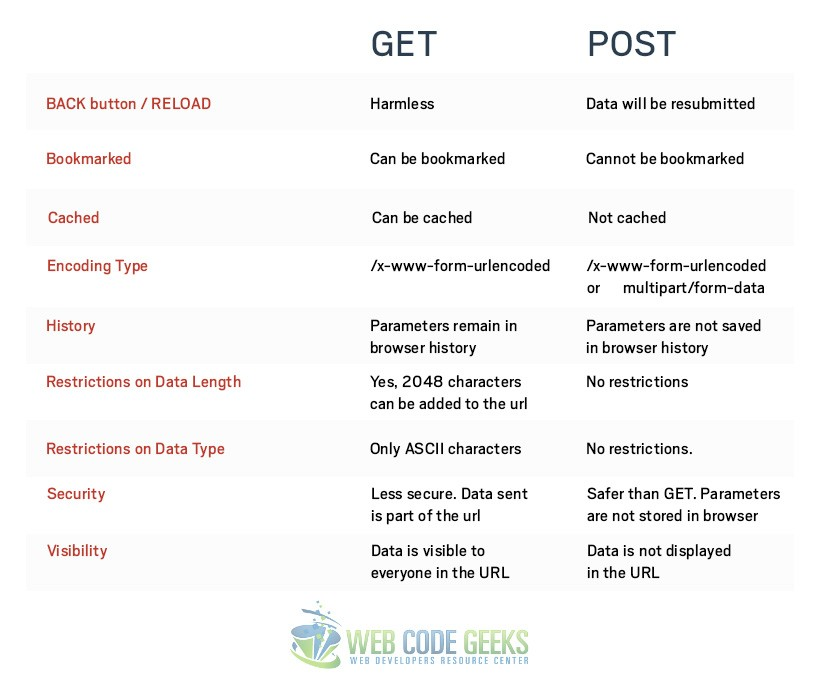 GET POST
BACK button / RELOAD Harmless Data will be resubmitted
Bookmarked Can be bookmarked Cannot be bookmarked
Cached Can be cached Not cached
Encoding Type /x-www-form-urlencoded /x-www-form-urlencoded
or multipart/form-data
History Parameters remain in Parameters are not saved
browser history in browser history
Restrictions on Data Length Yes, 2048 characters No restrictions
can be added to the url
Restrictions on Data Type Only ASCII characters No restrictions.
Security Less secure. Data sent Safer than GET. Parameters
is part of the url are not stored in browser
Visibility Data is visible to Data is not displayed
everyone in the URL in the URL
WEB CODE GEEKS
WEB DEVELOPERS RESOURCE CENTER